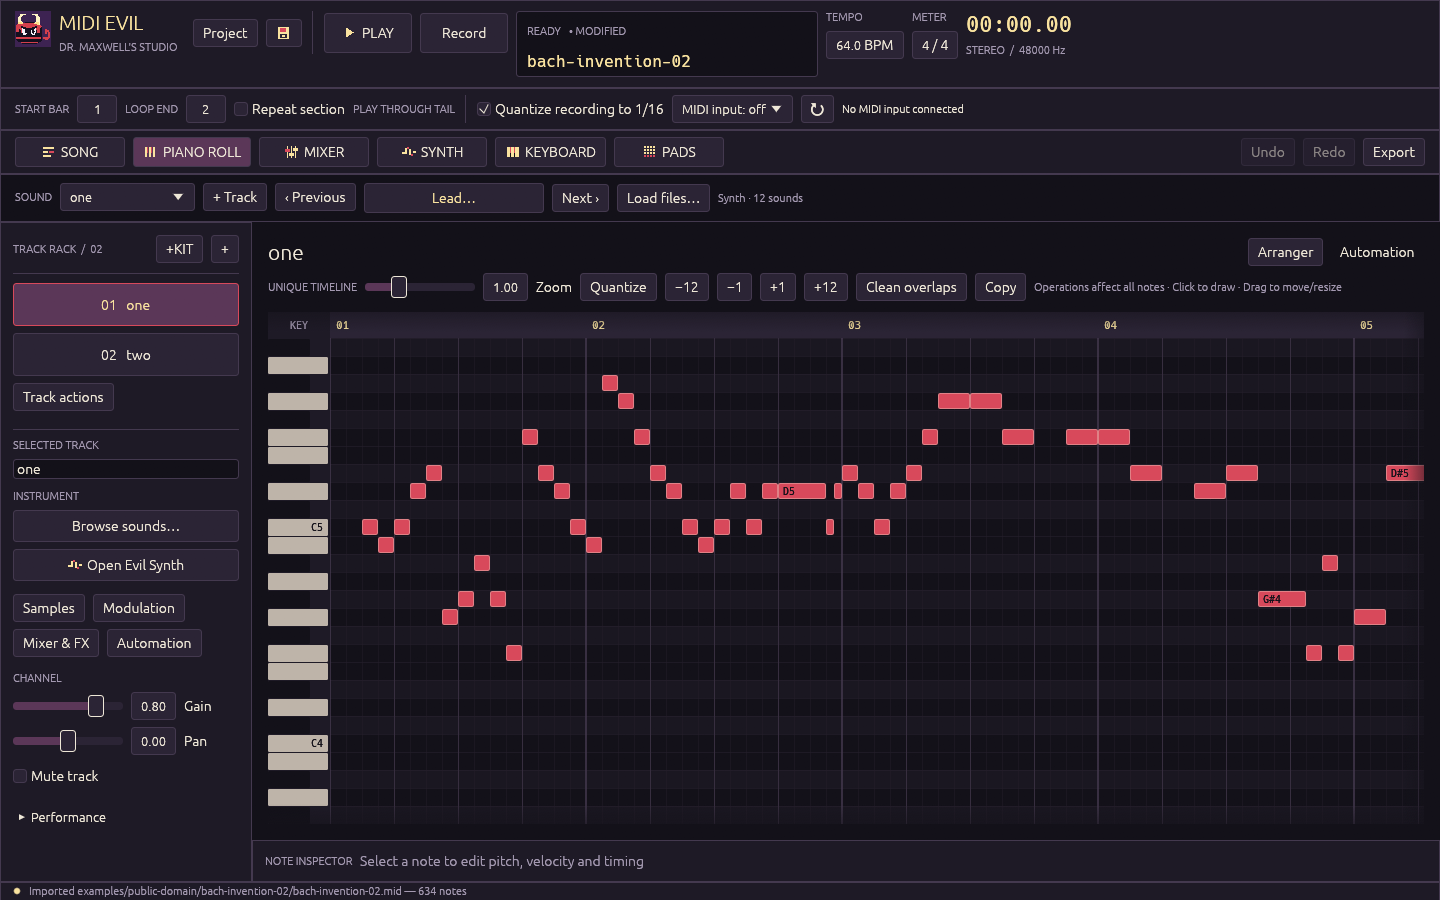 MIDI EVIL
DR. MAXWELL'S STUDIO
Project
PLAY
Record
READY • MODIFIED
bach-invention-02
TEMPO
64.0 BPM
METER
4 / 4
00:00.00
STEREO / 48000 Hz
START BAR 1 LOOP END 2 Repeat section PLAY THROUGH TAIL Quantize recording to 1/16 MIDI input: off No MIDI input connected
SONG PIANO ROLL MIXER SYNTH KEYBOARD PADS Undo Redo Export
SOUND one + Track ‹ Previous Lead… Next › Load files… Synth · 12 sounds
TRACK RACK / 02 +KIT +
01 one
02 two
Track actions
SELECTED TRACK
one
INSTRUMENT
Browse sounds…
Open Evil Synth
Samples Modulation
Mixer & FX Automation
CHANNEL
0.80 Gain
0.00 Pan
Mute track
Performance
one
Arranger Automation
UNIQUE TIMELINE 1.00 Zoom Quantize −12 −1 +1 +12 Clean overlaps Copy Operations affect all notes · Click to draw · Drag to move/resize
KEY 01 02 03 04 05
D#5
D5
C5
G#4
C4
NOTE INSPECTOR Select a note to edit pitch, velocity and timing
Imported examples/public-domain/bach-invention-02/bach-invention-02.mid — 634 notes